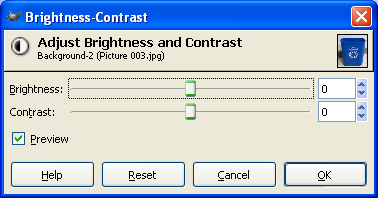 Brightness-Contrast
Adjust Brightness and Contrast
Background-2 (Picture 003.jpg)
Brightness: 0
Contrast: 0
Preview
Help Reset Cancel OK